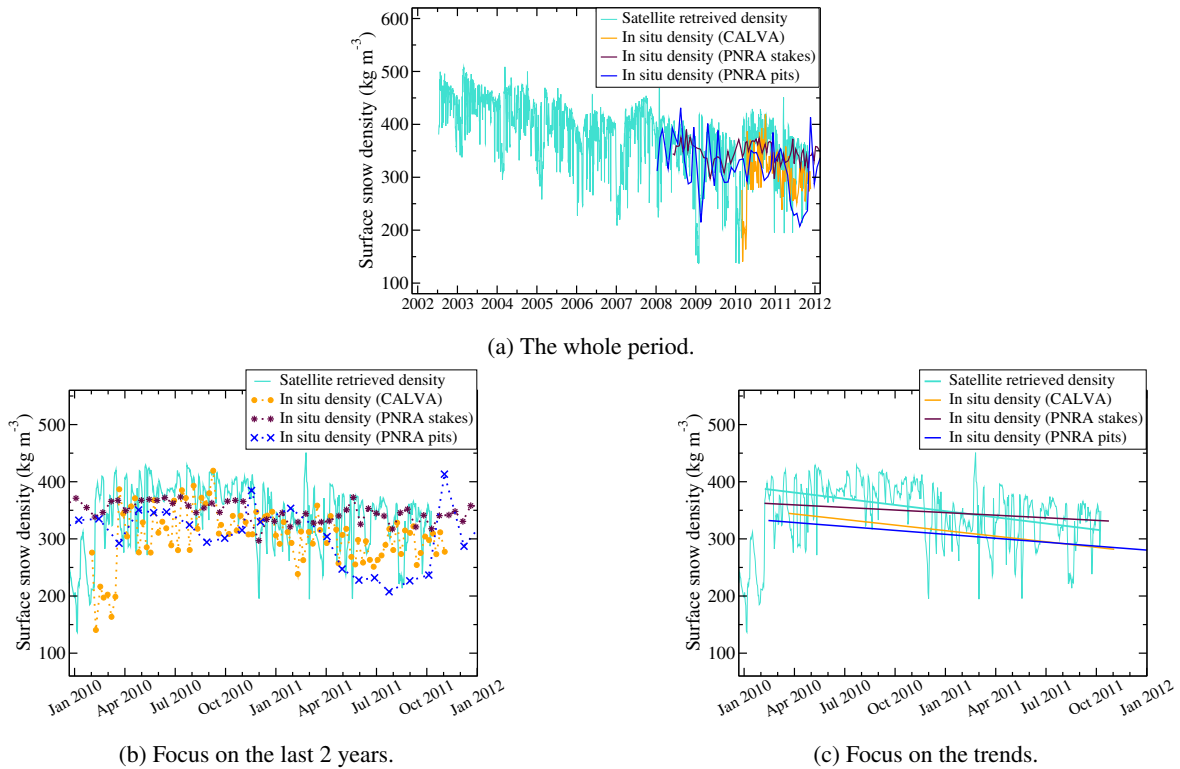 Satellite retreived density
In situ density (CALVA)
In situ density (PNRA stakes)
In situ density (PNRA pits)
Surface snow density (kg m⁻³)
600
500
400
300
200
100
2002 2003 2004 2005 2006 2007 2008 2009 2010 2011 2012
(a) The whole period.
Satellite retrieved density
In situ density (CALVA)
In situ density (PNRA stakes)
In situ density (PNRA pits)
Surface snow density (kg m⁻³)
500
400
300
200
100
Jan 2010 Apr 2010 Jul 2010 Oct 2010 Jan 2011 Apr 2011 Jul 2011 Oct 2011 Jan 2012
(b) Focus on the last 2 years.
Satellite retrieved density
In situ density (CALVA)
In situ density (PNRA stakes)
In situ density (PNRA pits)
Surface snow density (kg m⁻³)
500
400
300
200
100
Jan 2010 Apr 2010 Jul 2010 Oct 2010 Jan 2011 Apr 2011 Jul 2011 Oct 2011 Jan 2012
(c) Focus on the trends.